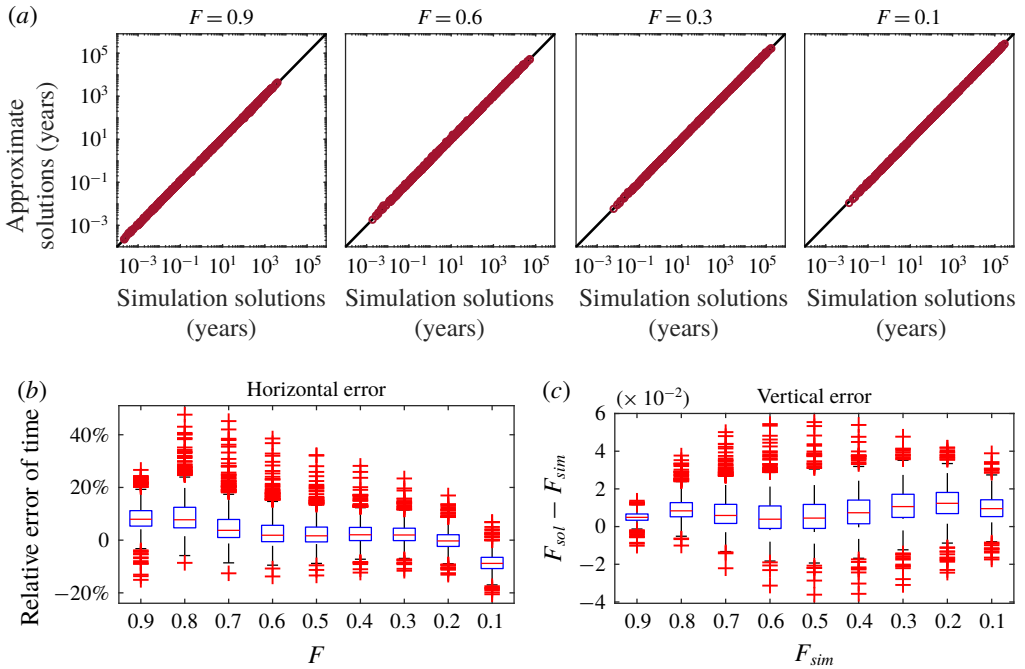 (a)
F = 0.9
F = 0.6
F = 0.3
F = 0.1
Approximate
solutions (years)
10^5
10^3
10^1
10^−1
10^−3
10^−3 10^−1 10^1 10^3 10^5
10^−3 10^−1 10^1 10^3 10^5
10^−3 10^−1 10^1 10^3 10^5
10^−3 10^−1 10^1 10^3 10^5
Simulation solutions
(years)
Simulation solutions
(years)
Simulation solutions
(years)
Simulation solutions
(years)
(b)
Horizontal error
Relative error of time
40%
20%
0
−20%
0.9 0.8 0.7 0.6 0.5 0.4 0.3 0.2 0.1
F
(c)
(× 10^−2)
Vertical error
F_sol − F_sim
6
4
2
0
−2
−4
0.9 0.8 0.7 0.6 0.5 0.4 0.3 0.2 0.1
F_sim